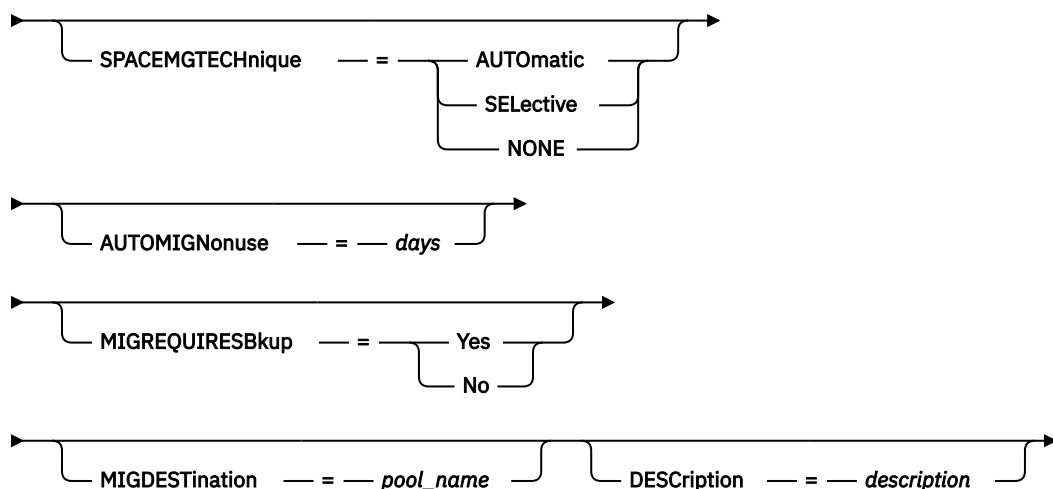 SPACEMGTECHnique = AUTOmatic
SELective
NONE
AUTOMIGNonuse = days
MIGREQUIRESBkup = Yes
No
MIGDESTination = pool_name DESCription = description